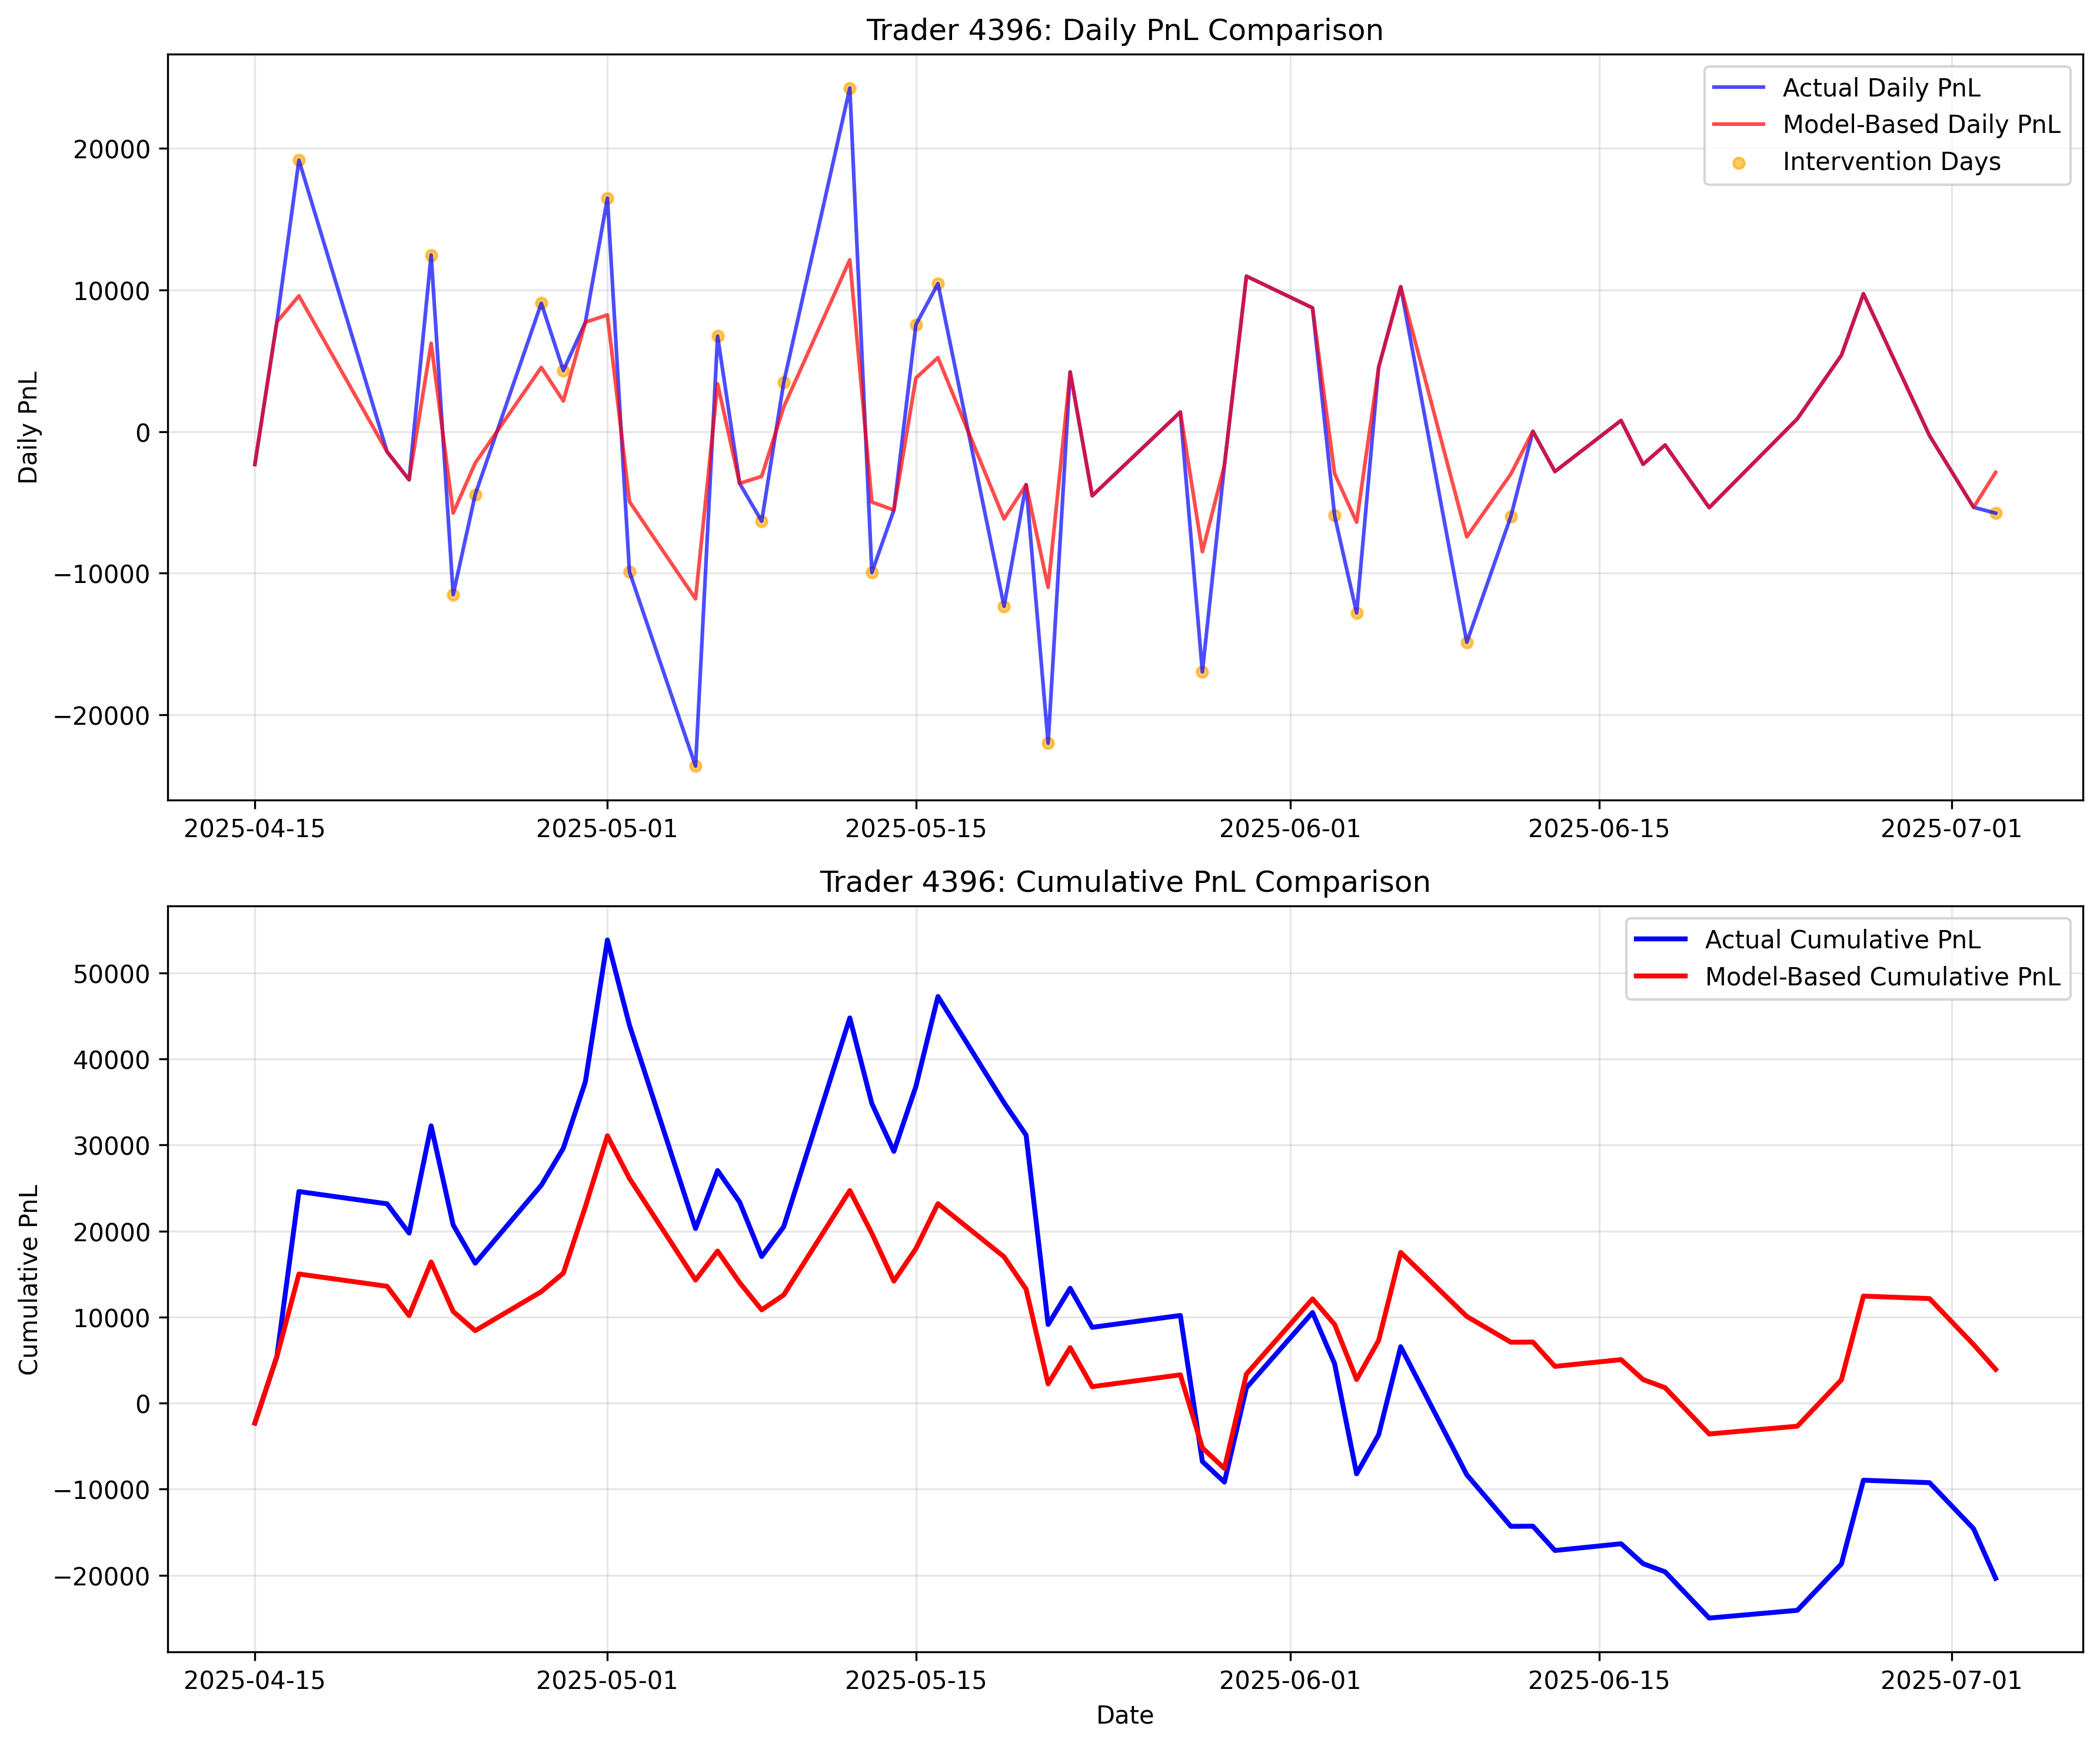 Trader 4396: Daily PnL Comparison
Actual Daily PnL
Model-Based Daily PnL
Intervention Days
Daily PnL
20000
10000
0
−10000
−20000
2025-04-15 2025-05-01 2025-05-15 2025-06-01 2025-06-15 2025-07-01
Trader 4396: Cumulative PnL Comparison
Actual Cumulative PnL
Model-Based Cumulative PnL
Cumulative PnL
50000
40000
30000
20000
10000
0
−10000
−20000
2025-04-15 2025-05-01 2025-05-15 2025-06-01 2025-06-15 2025-07-01
Date